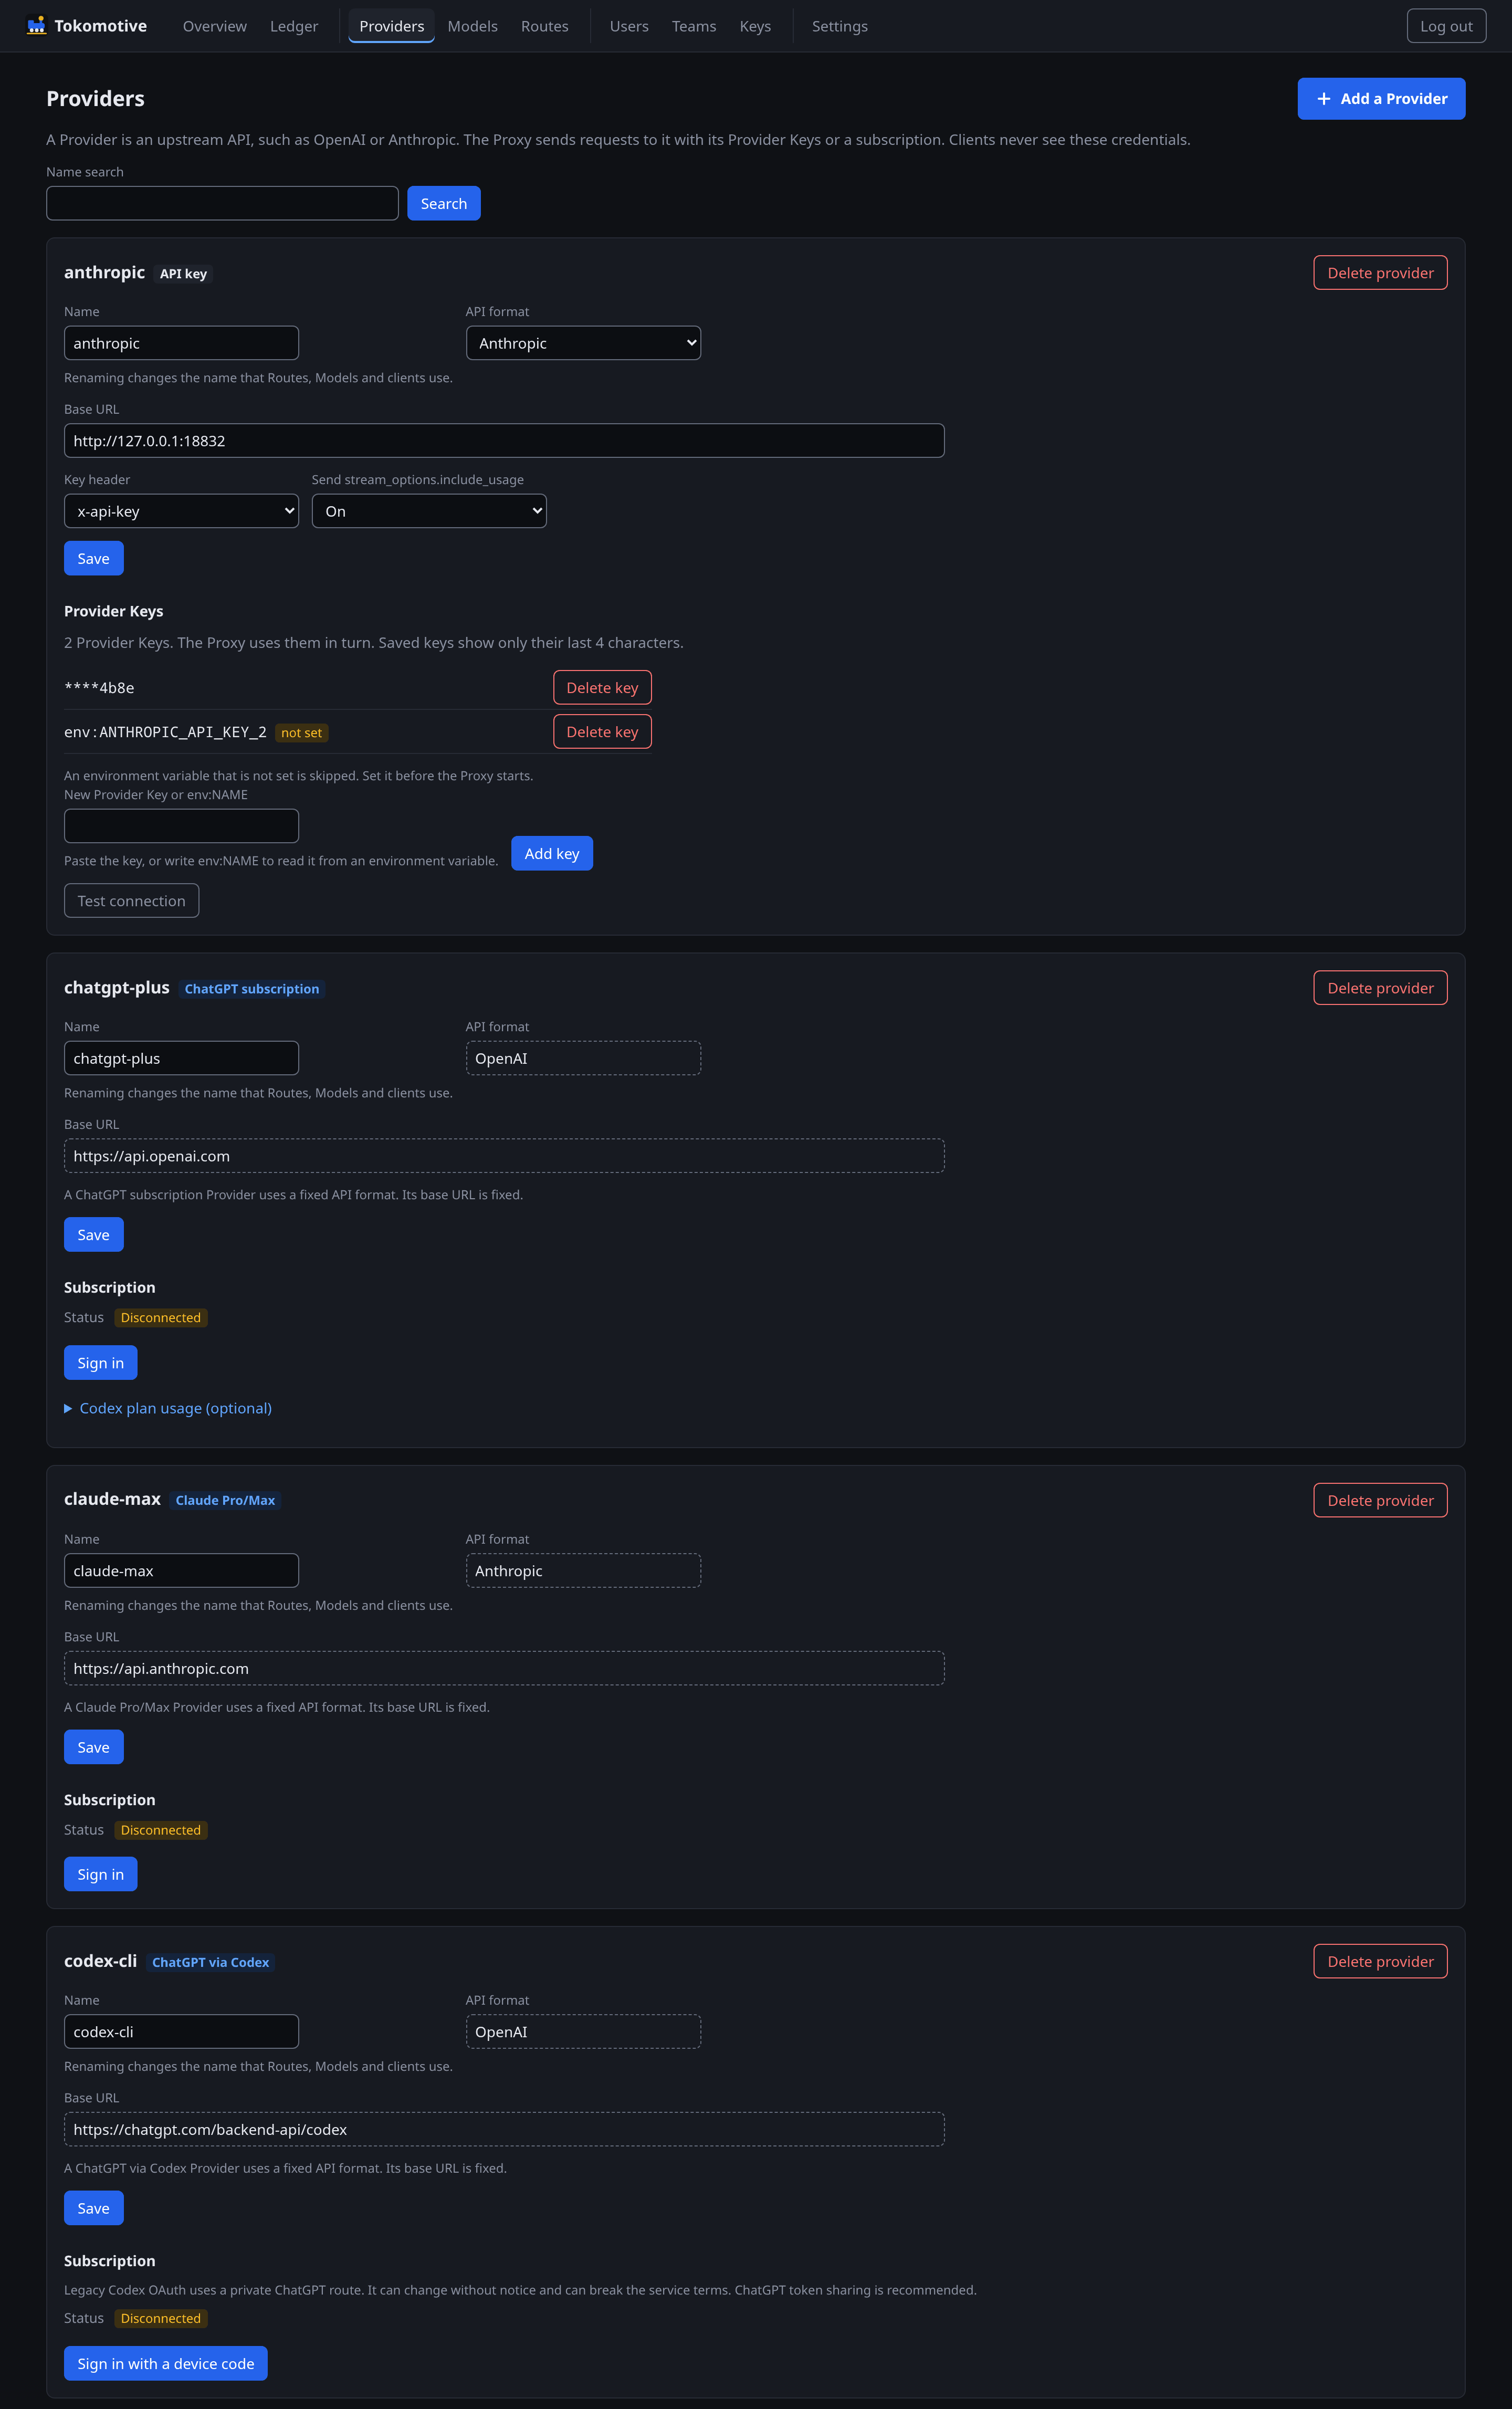 Tokomotive Overview Ledger Providers Models Routes Users Teams Keys Settings Log out
Providers
+ Add a Provider
A Provider is an upstream API, such as OpenAI or Anthropic. The Proxy sends requests to it with its Provider Keys or a subscription. Clients never see these credentials.
Name search
Search
anthropic API key Delete provider
Name API format
anthropic Anthropic
Renaming changes the name that Routes, Models and clients use.
Base URL
http://127.0.0.1:18832
Key header Send stream_options.include_usage
x-api-key On
Save
Provider Keys
2 Provider Keys. The Proxy uses them in turn. Saved keys show only their last 4 characters.
****4b8e Delete key
env:ANTHROPIC_API_KEY_2 not set Delete key
An environment variable that is not set is skipped. Set it before the Proxy starts.
New Provider Key or env:NAME
Paste the key, or write env:NAME to read it from an environment variable. Add key
Test connection
chatgpt-plus ChatGPT subscription Delete provider
Name API format
chatgpt-plus OpenAI
Renaming changes the name that Routes, Models and clients use.
Base URL
https://api.openai.com
A ChatGPT subscription Provider uses a fixed API format. Its base URL is fixed.
Save
Subscription
Status Disconnected
Sign in
Codex plan usage (optional)
claude-max Claude Pro/Max Delete provider
Name API format
claude-max Anthropic
Renaming changes the name that Routes, Models and clients use.
Base URL
https://api.anthropic.com
A Claude Pro/Max Provider uses a fixed API format. Its base URL is fixed.
Save
Subscription
Status Disconnected
Sign in
codex-cli ChatGPT via Codex Delete provider
Name API format
codex-cli OpenAI
Renaming changes the name that Routes, Models and clients use.
Base URL
https://chatgpt.com/backend-api/codex
A ChatGPT via Codex Provider uses a fixed API format. Its base URL is fixed.
Save
Subscription
Legacy Codex OAuth uses a private ChatGPT route. It can change without notice and can break the service terms. ChatGPT token sharing is recommended.
Status Disconnected
Sign in with a device code